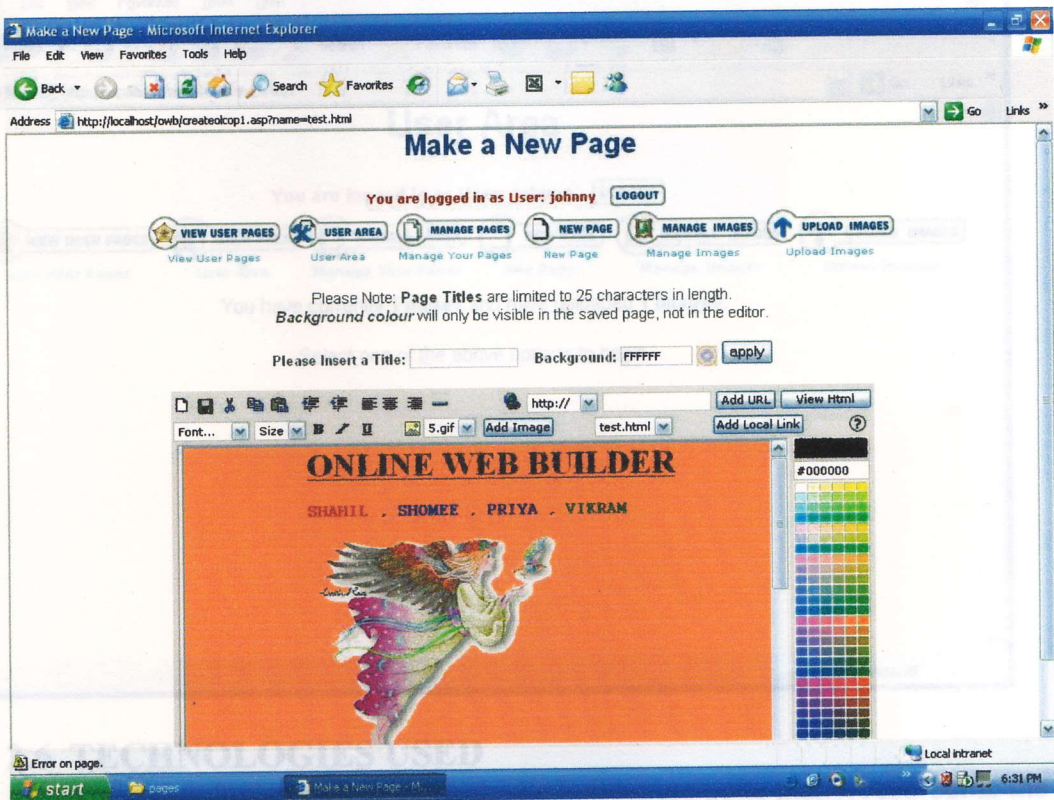 Make a New Page - Microsoft Internet Explorer
File Edit View Favorites Tools Help
Back Search Favorites
Address http://localhost/owb/createolcop1.asp?name=test.html Go Links »
Make a New Page
You are logged in as User: johnny LOGOUT
VIEW USER PAGES USER AREA MANAGE PAGES NEW PAGE MANAGE IMAGES UPLOAD IMAGES
View User Pages User Area Manage Your Pages New Page Manage Images Upload Images
Please Note: Page Titles are limited to 25 characters in length.
Background colour will only be visible in the saved page, not in the editor.
Please Insert a Title: Background: FFFFFF apply
http:// Add URL View Html
Font... Size B I U 5.gif Add Image test.html Add Local Link ?
#000000
ONLINE WEB BUILDER
SHAHIL , SHOMEE , PRIYA , VIKRAM
Error on page. Local intranet
start pages Make a New Page - M... 6:31 PM
TECHNOLOGIES USED